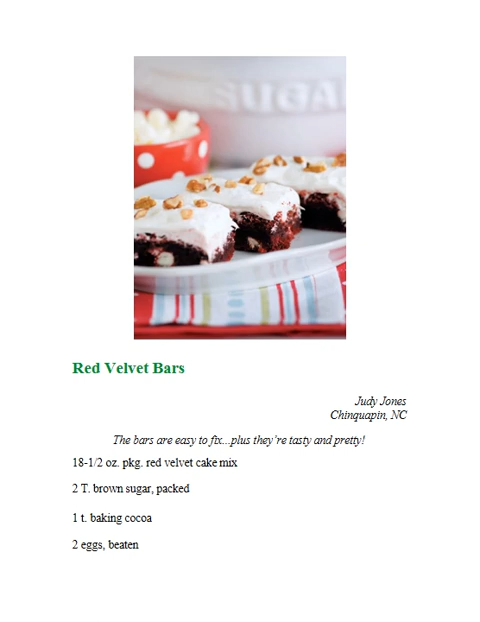 SUGA
Red Velvet Bars
Judy Jones
Chinquapin, NC
The bars are easy to fix...plus they’re tasty and pretty!
18-1/2 oz. pkg. red velvet cake mix
2 T. brown sugar, packed
1 t. baking cocoa
2 eggs, beaten